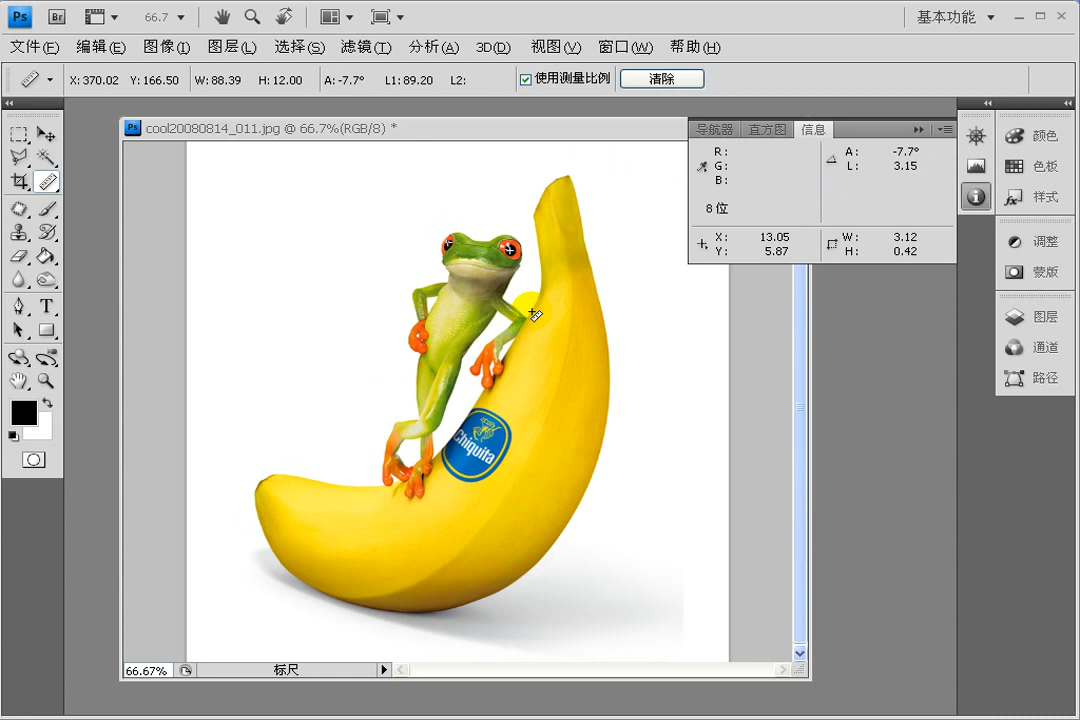 Ps Br 66.7 基本功能
文件(F) 编辑(E) 图像(I) 图层(L) 选择(S) 滤镜(T) 分析(A) 3D(D) 视图(V) 窗口(W) 帮助(H)
X: 370.02 Y: 166.50 W: 88.39 H: 12.00 A: -7.7° L1: 89.20 L2: 使用测量比例 清除
Ps cool20080814_011.jpg @ 66.7%(RGB/8) *
导航器 直方图 信息
R:
G:
B:
A: -7.7°
L: 3.15
8 位
X: 13.05
Y: 5.87
W: 3.12
H: 0.42
颜色
色板
样式
调整
蒙版
图层
通道
路径
T
Chiquita
66.67% 标尺